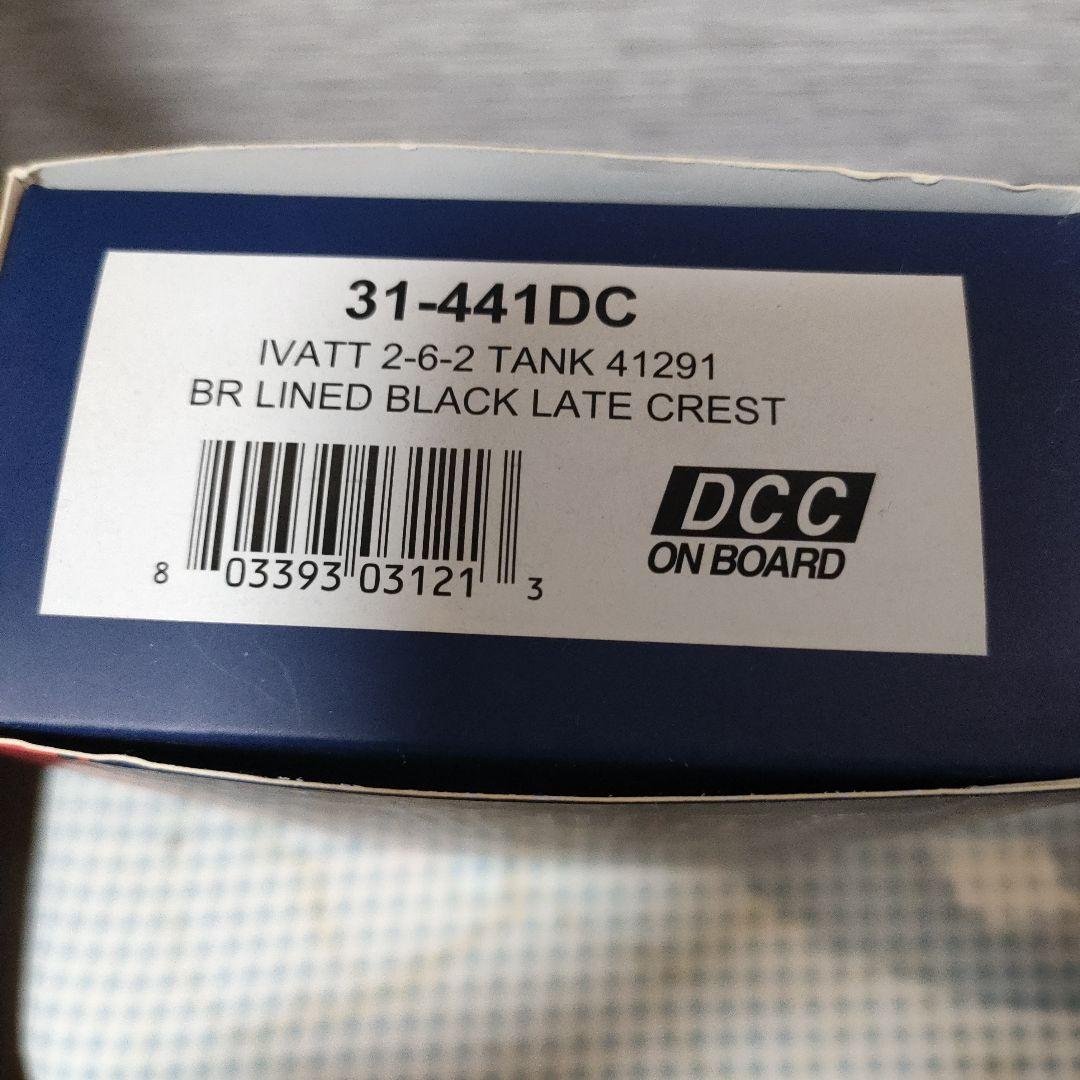 31-441DC
IVATT 2-6-2 TANK 41291
BR LINED BLACK LATE CREST
8 03393 03121 3
DCC
ON BOARD